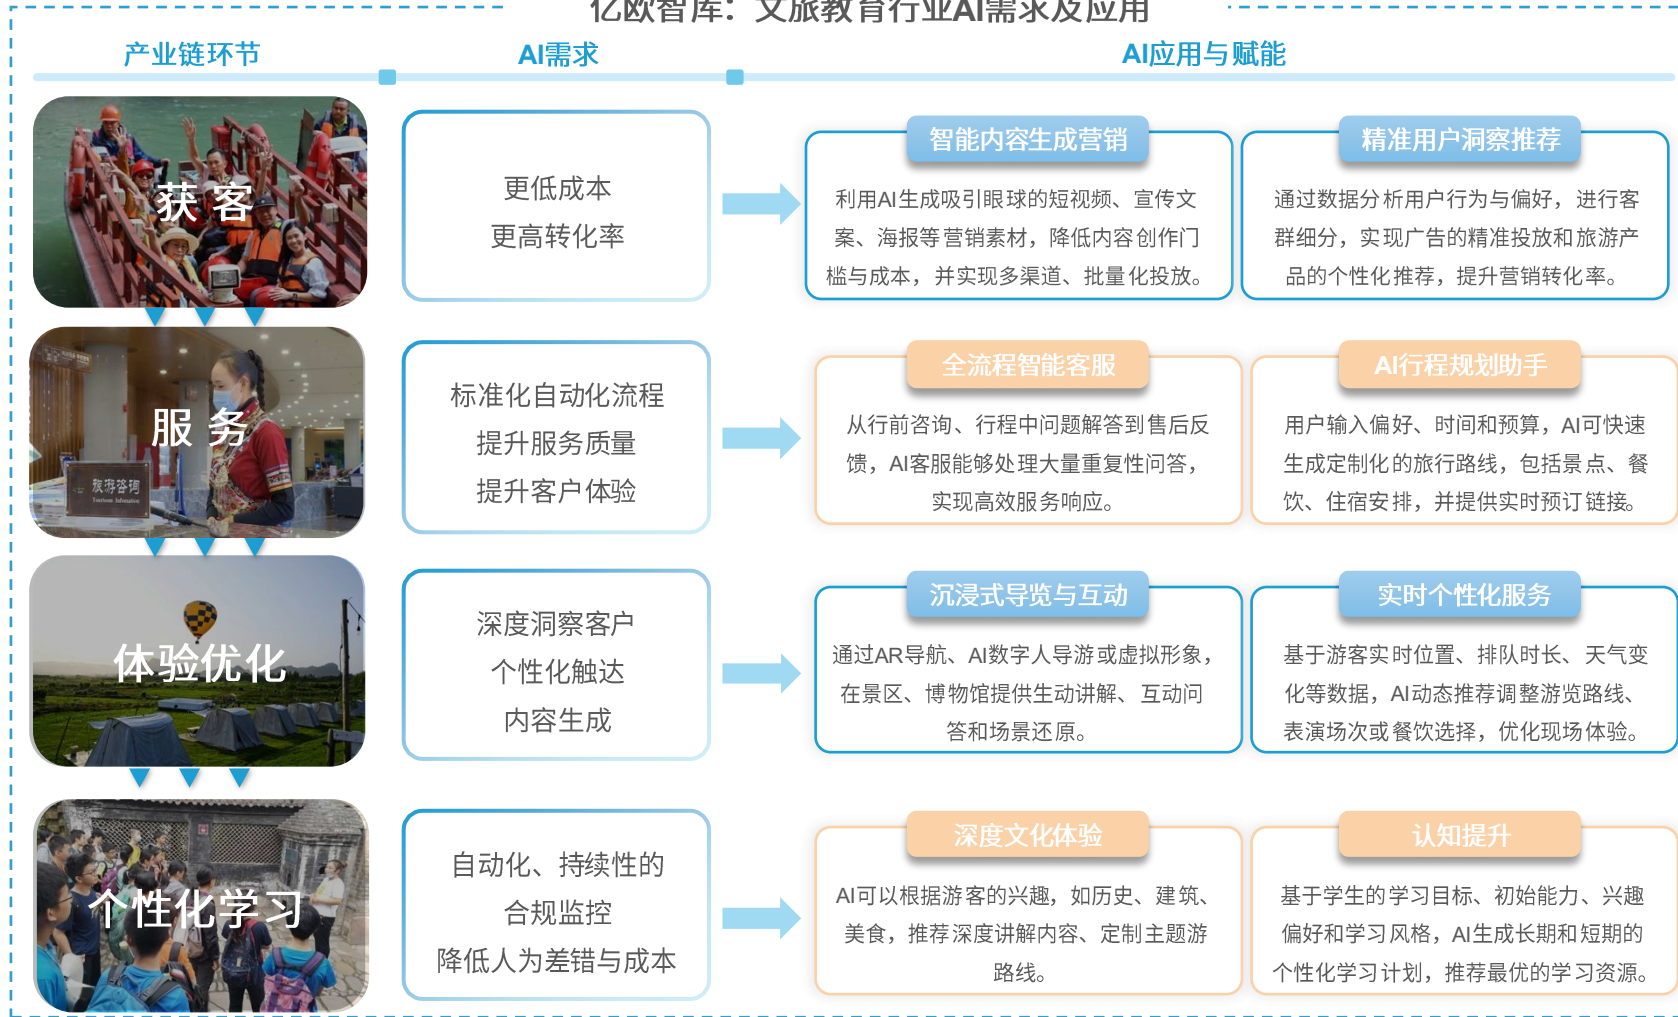 亿欧智库：文旅教育行业AI需求及应用
产业链环节
AI需求
AI应用与赋能
获 客
更低成本
更高转化率
智能内容生成营销
利用AI生成吸引眼球的短视频、宣传文
案、海报等营销素材，降低内容创作门
槛与成本，并实现多渠道、批量化投放。
精准用户洞察推荐
通过数据分析用户行为与偏好，进行客
群细分，实现广告的精准投放和旅游产
品的个性化推荐，提升营销转化率。
服 务
旅游咨询
Tourism Information
标准化自动化流程
提升服务质量
提升客户体验
全流程智能客服
从行前咨询、行程中问题解答到售后反
馈，AI客服能够处理大量重复性问答，
实现高效服务响应。
AI行程规划助手
用户输入偏好、时间和预算，AI可快速
生成定制化的旅行路线，包括景点、餐
饮、住宿安排，并提供实时预订链接。
体验优化
深度洞察客户
个性化触达
内容生成
沉浸式导览与互动
通过AR导航、AI数字人导游或虚拟形象，
在景区、博物馆提供生动讲解、互动问
答和场景还原。
实时个性化服务
基于游客实时位置、排队时长、天气变
化等数据，AI动态推荐调整游览路线、
表演场次或餐饮选择，优化现场体验。
个性化学习
自动化、持续性的
合规监控
降低人为差错与成本
深度文化体验
AI可以根据游客的兴趣，如历史、建筑、
美食，推荐深度讲解内容、定制主题游
路线。
认知提升
基于学生的学习目标、初始能力、兴趣
偏好和学习风格，AI生成长期和短期的
个性化学习计划，推荐最优的学习资源。